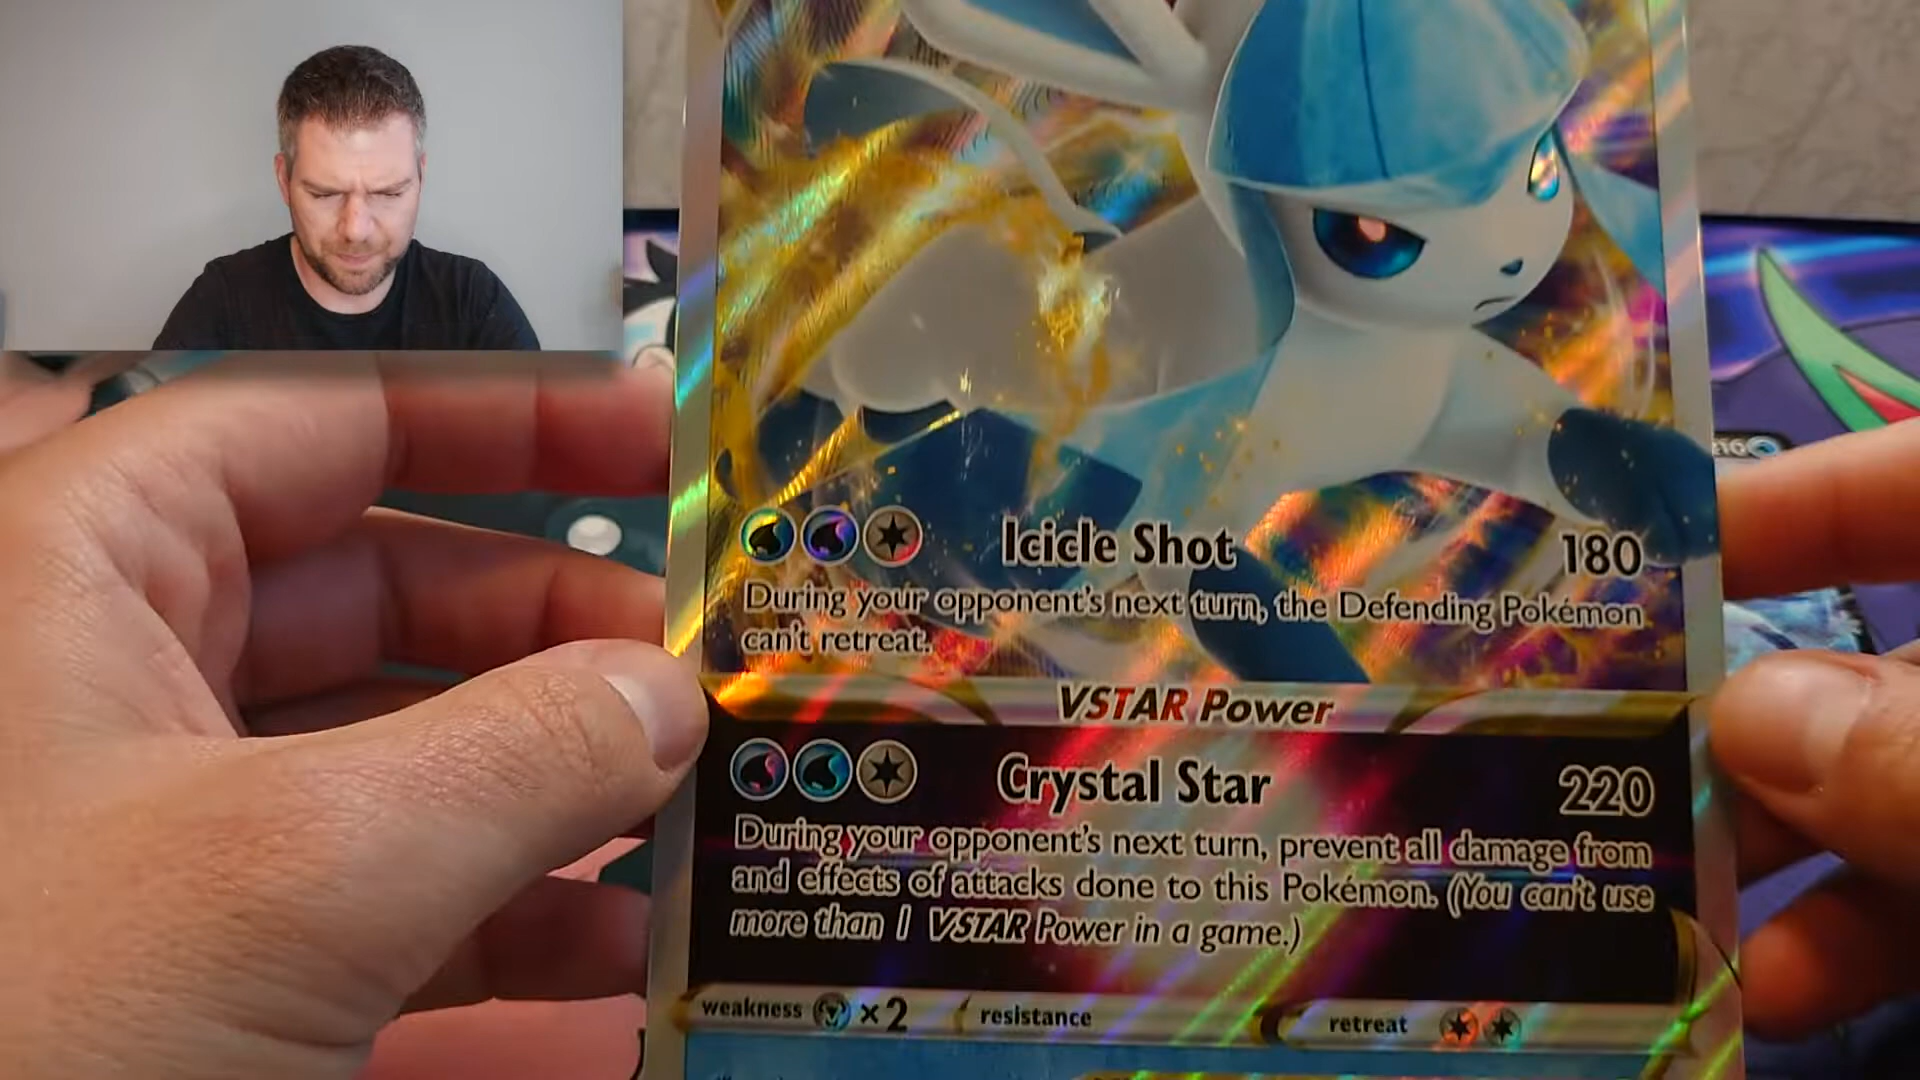 Icicle Shot 180
During your opponent's next turn, the Defending Pokémon
can't retreat.
VSTAR Power
Crystal Star 220
During your opponent's next turn, prevent all damage from
and effects of attacks done to this Pokémon. (You can't use
more than 1 VSTAR Power in a game.)
weakness ×2 resistance retreat